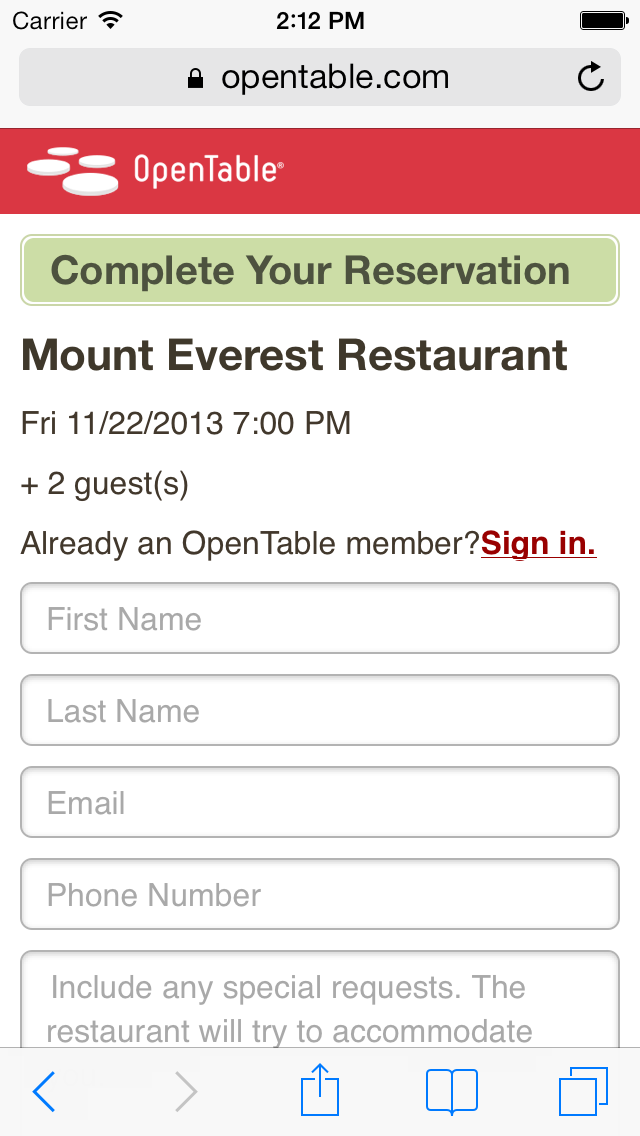 Carrier 2:12 PM
opentable.com
OpenTable®
Complete Your Reservation
Mount Everest Restaurant
Fri 11/22/2013 7:00 PM
+ 2 guest(s)
Already an OpenTable member?Sign in.
First Name
Last Name
Email
Phone Number
Include any special requests. The
restaurant will try to accommodate